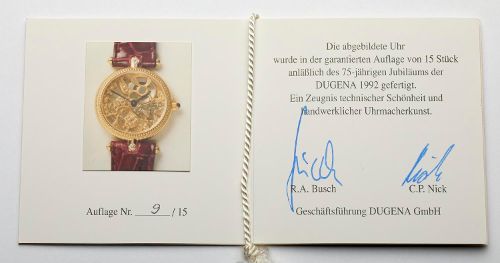 Auflage Nr. 9 /15
Die abgebildete Uhr
wurde in der garantierten Auflage von 15 Stück
anläßlich des 75-jährigen Jubiläums der
DUGENA 1992 gefertigt.
Ein Zeugnis technischer Schönheit und
handwerklicher Uhrmacherkunst.
R.A. Busch C.P. Nick
Geschäftsführung DUGENA GmbH